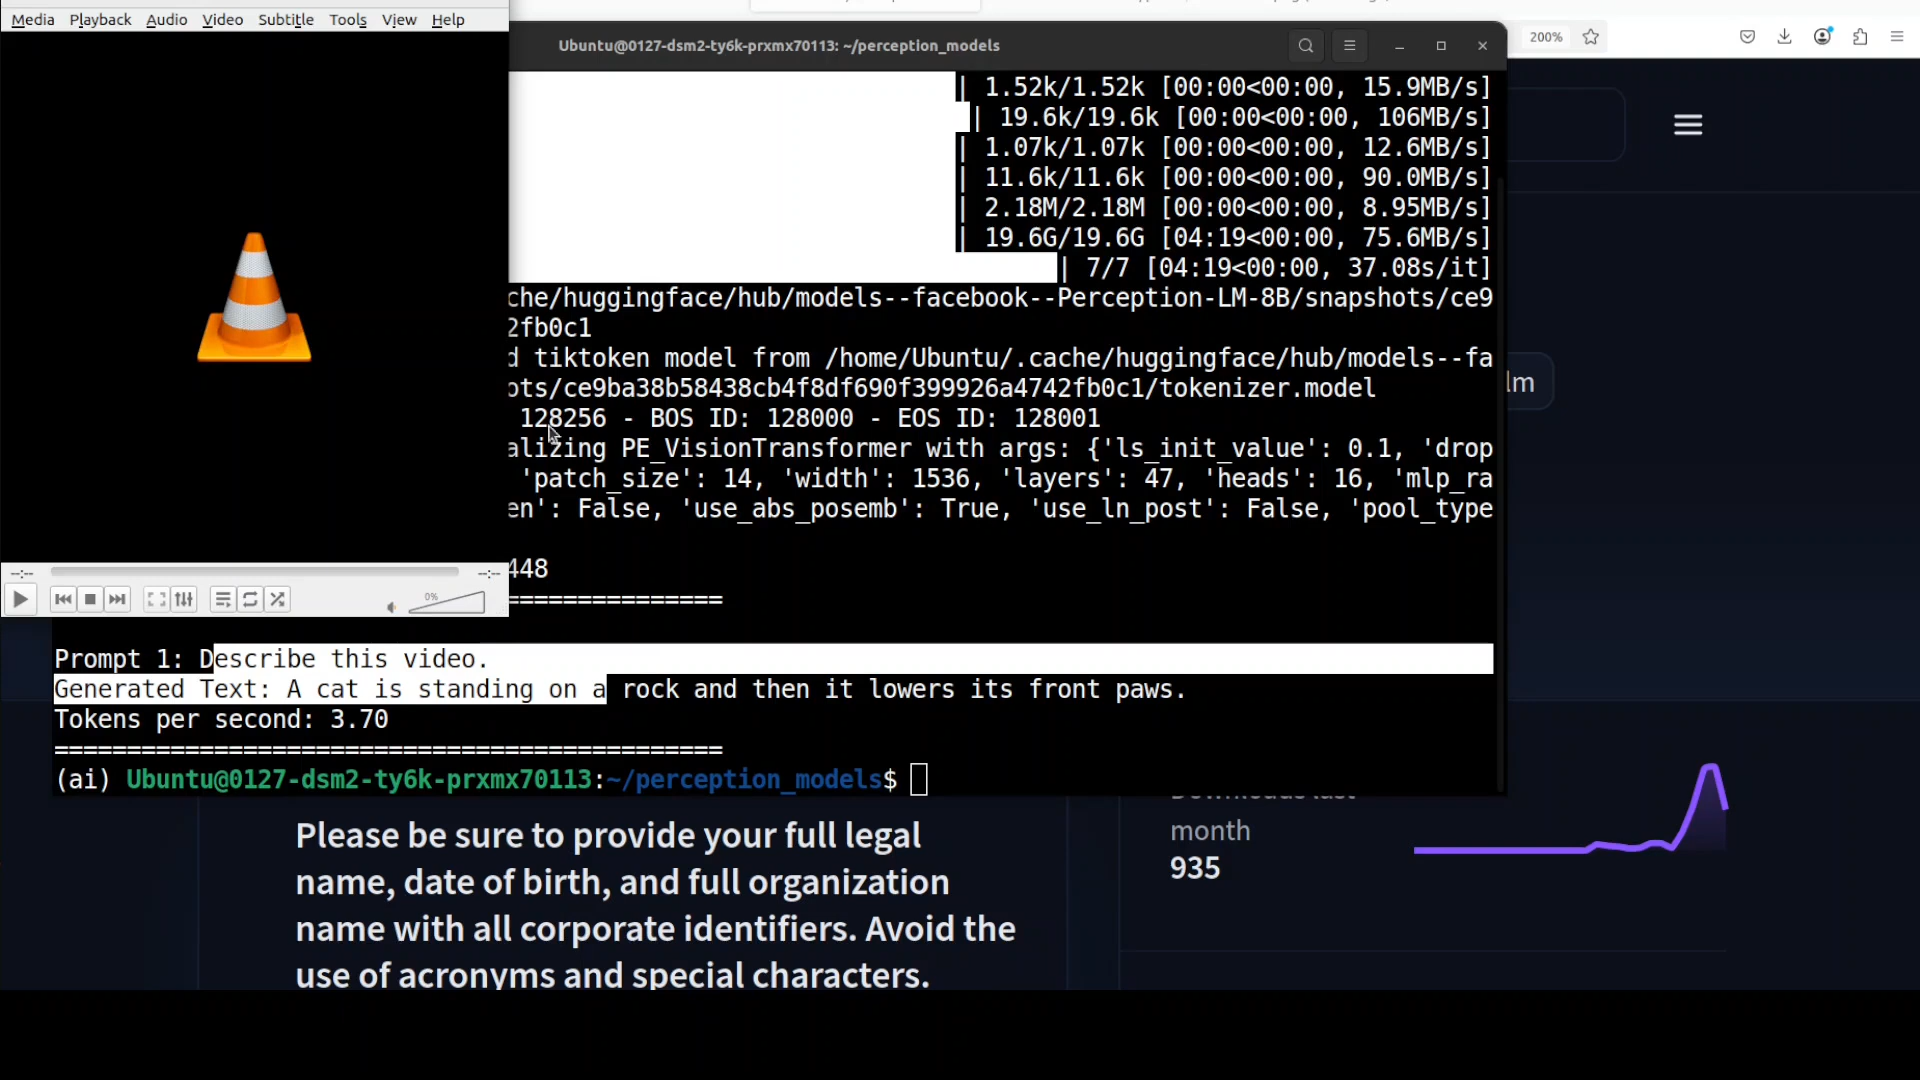 Media Playback Audio Video Subtitle Tools View Help
Ubuntu@0127-dsm2-ty6k-prxmx70113: ~/perception_models
200%
| 1.52k/1.52k [00:00<00:00, 15.9MB/s]
| 19.6k/19.6k [00:00<00:00, 106MB/s]
| 1.07k/1.07k [00:00<00:00, 12.6MB/s]
| 11.6k/11.6k [00:00<00:00, 90.0MB/s]
| 2.18M/2.18M [00:00<00:00, 8.95MB/s]
| 19.6G/19.6G [04:19<00:00, 75.6MB/s]
| 7/7 [04:19<00:00, 37.08s/it]
che/huggingface/hub/models--facebook--Perception-LM-8B/snapshots/ce9
2fb0c1
d tiktoken model from /home/Ubuntu/.cache/huggingface/hub/models--fa
ots/ce9ba38b58438cb4f8df690f399926a4742fb0c1/tokenizer.model
lm
128256 - BOS ID: 128000 - EOS ID: 128001
alizing PE_VisionTransformer with args: {'ls_init_value': 0.1, 'drop
'patch_size': 14, 'width': 1536, 'layers': 47, 'heads': 16, 'mlp_ra
en': False, 'use_abs_posemb': True, 'use_ln_post': False, 'pool_type
--:-- --:--
448
0%
===============
Prompt 1: Describe this video.
Generated Text: A cat is standing on a rock and then it lowers its front paws.
Tokens per second: 3.70
==============================================
(ai) Ubuntu@0127-dsm2-ty6k-prxmx70113:~/perception_models$
Downloads last
month
935
Please be sure to provide your full legal
name, date of birth, and full organization
name with all corporate identifiers. Avoid the
use of acronyms and special characters.